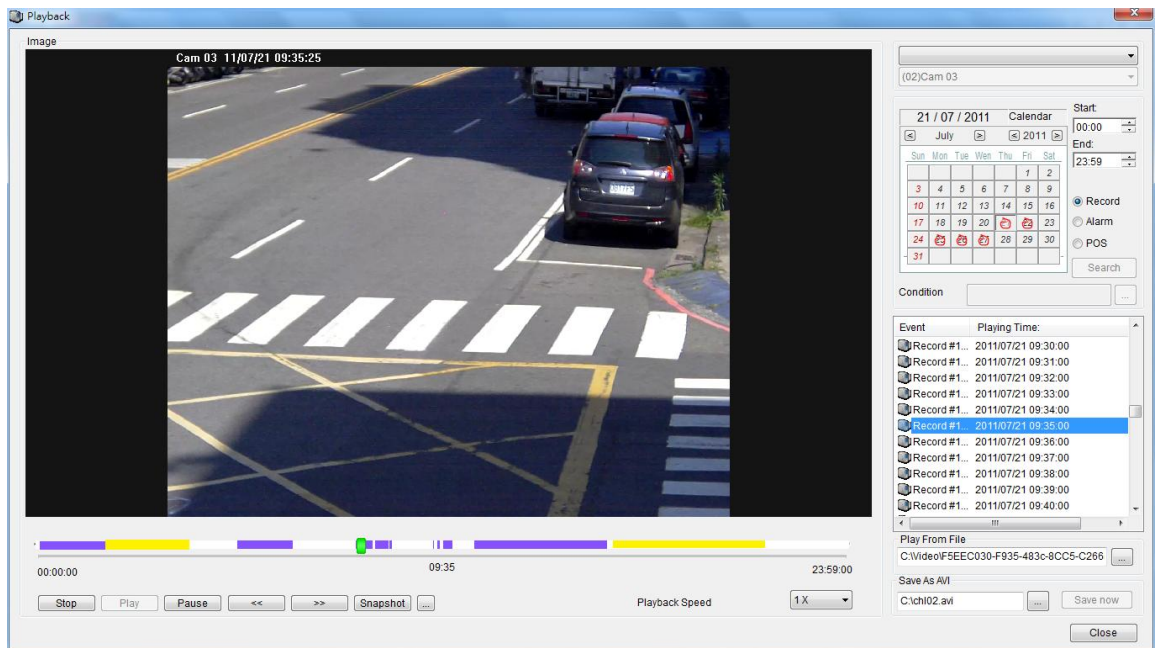 Playback
Image
Cam 03 11/07/21 09:35:25
(02)Cam 03
21 / 07 / 2011 Calendar
< July > < 2011 >
Sun Mon Tue Wen Thu Fri Sat
1 2
3 4 5 6 7 8 9
10 11 12 13 14 15 16
17 18 19 20 21 22 23
24 25 26 27 28 29 30
31
Start:
00:00
End:
23:59
Record
Alarm
POS
Search
Condition
...
Event Playing Time:
Record #1... 2011/07/21 09:30:00
Record #1... 2011/07/21 09:31:00
Record #1... 2011/07/21 09:32:00
Record #1... 2011/07/21 09:33:00
Record #1... 2011/07/21 09:34:00
Record #1... 2011/07/21 09:35:00
Record #1... 2011/07/21 09:36:00
Record #1... 2011/07/21 09:37:00
Record #1... 2011/07/21 09:38:00
Record #1... 2011/07/21 09:39:00
Record #1... 2011/07/21 09:40:00
00:00:00 09:35 23:59:00
Stop Play Pause << >> Snapshot ... Playback Speed 1 X
Play From File
C:\Video\F5EEC030-F935-483c-8CC5-C266 ...
Save As AVI
C:\chl02.avi ... Save now
Close